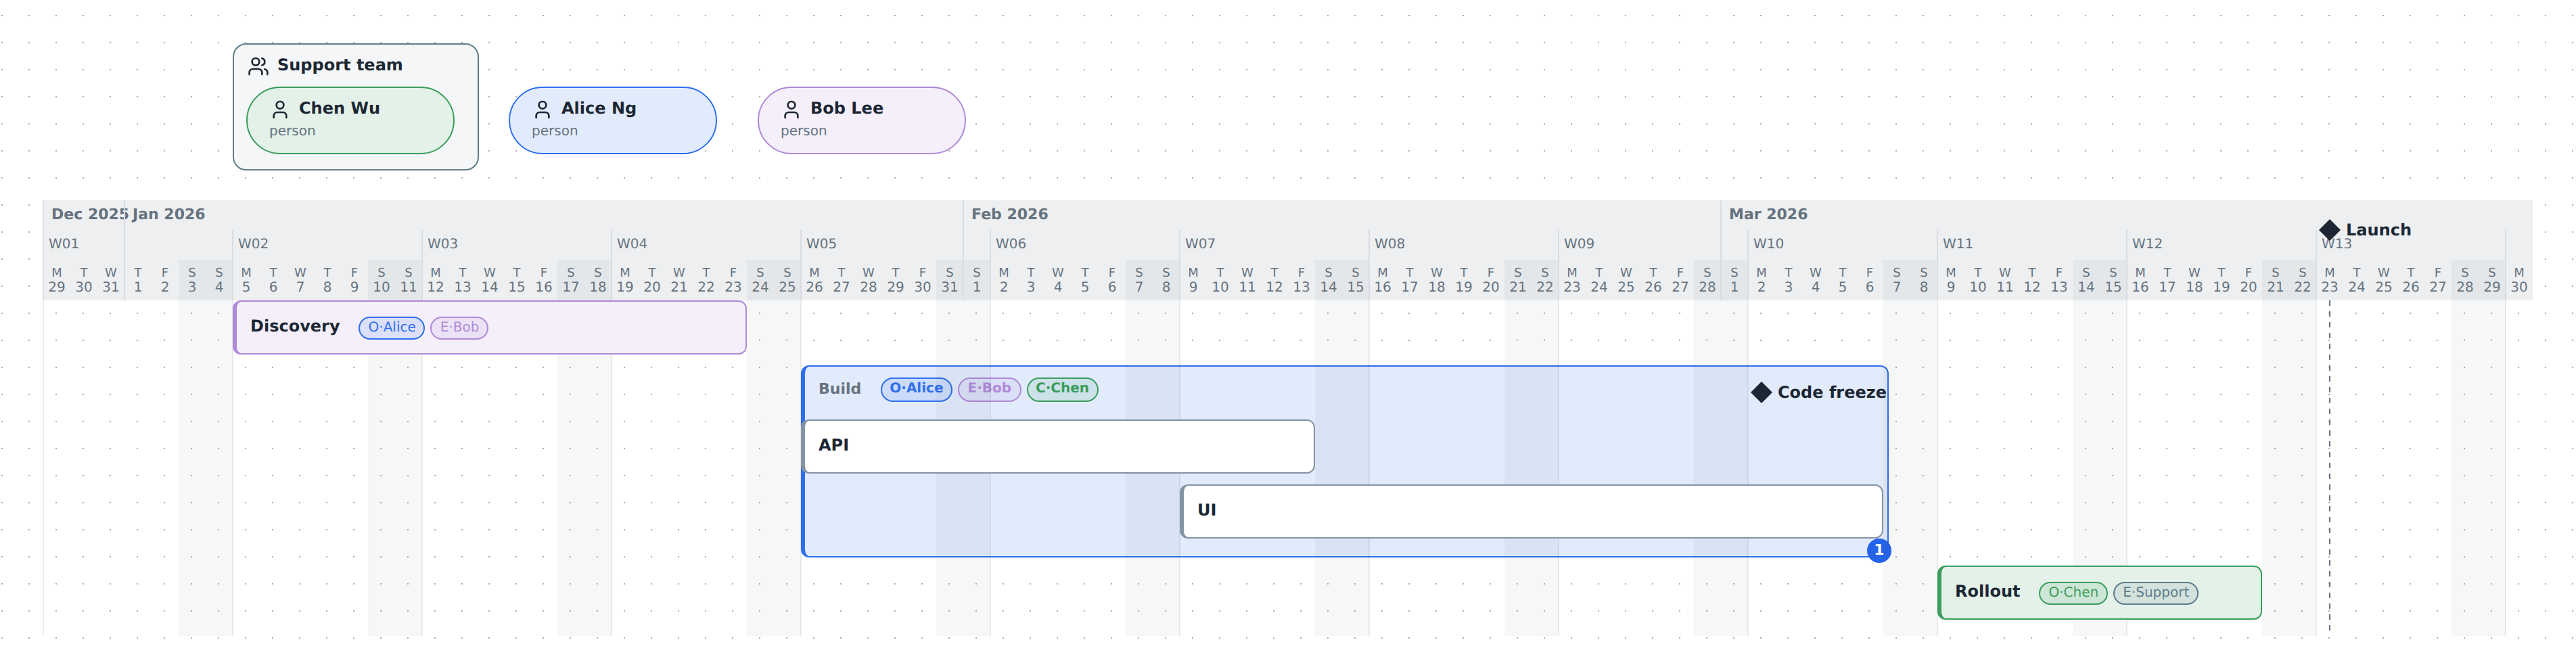 Support team
Chen Wu
person
Alice Ng
person
Bob Lee
person
Dec 2025 Jan 2026 Feb 2026 Mar 2026
Launch
W01 W02 W03 W04 W05 W06 W07 W08 W09 W10 W11 W12 W13
M T W T F S S M T W T F S S M T W T F S S M T W T F S S M T W T F S S M T W T F S S M T W T F S S M T W T F S S M T W T F S S M T W T F S S M T W T F S S M T W T F S S M T W T F S S M
29 30 31 1 2 3 4 5 6 7 8 9 10 11 12 13 14 15 16 17 18 19 20 21 22 23 24 25 26 27 28 29 30 31 1 2 3 4 5 6 7 8 9 10 11 12 13 14 15 16 17 18 19 20 21 22 23 24 25 26 27 28 1 2 3 4 5 6 7 8 9 10 11 12 13 14 15 16 17 18 19 20 21 22 23 24 25 26 27 28 29 30
Discovery O·Alice E·Bob
Build O·Alice E·Bob C·Chen
Code freeze
API
UI
1
Rollout O·Chen E·Support